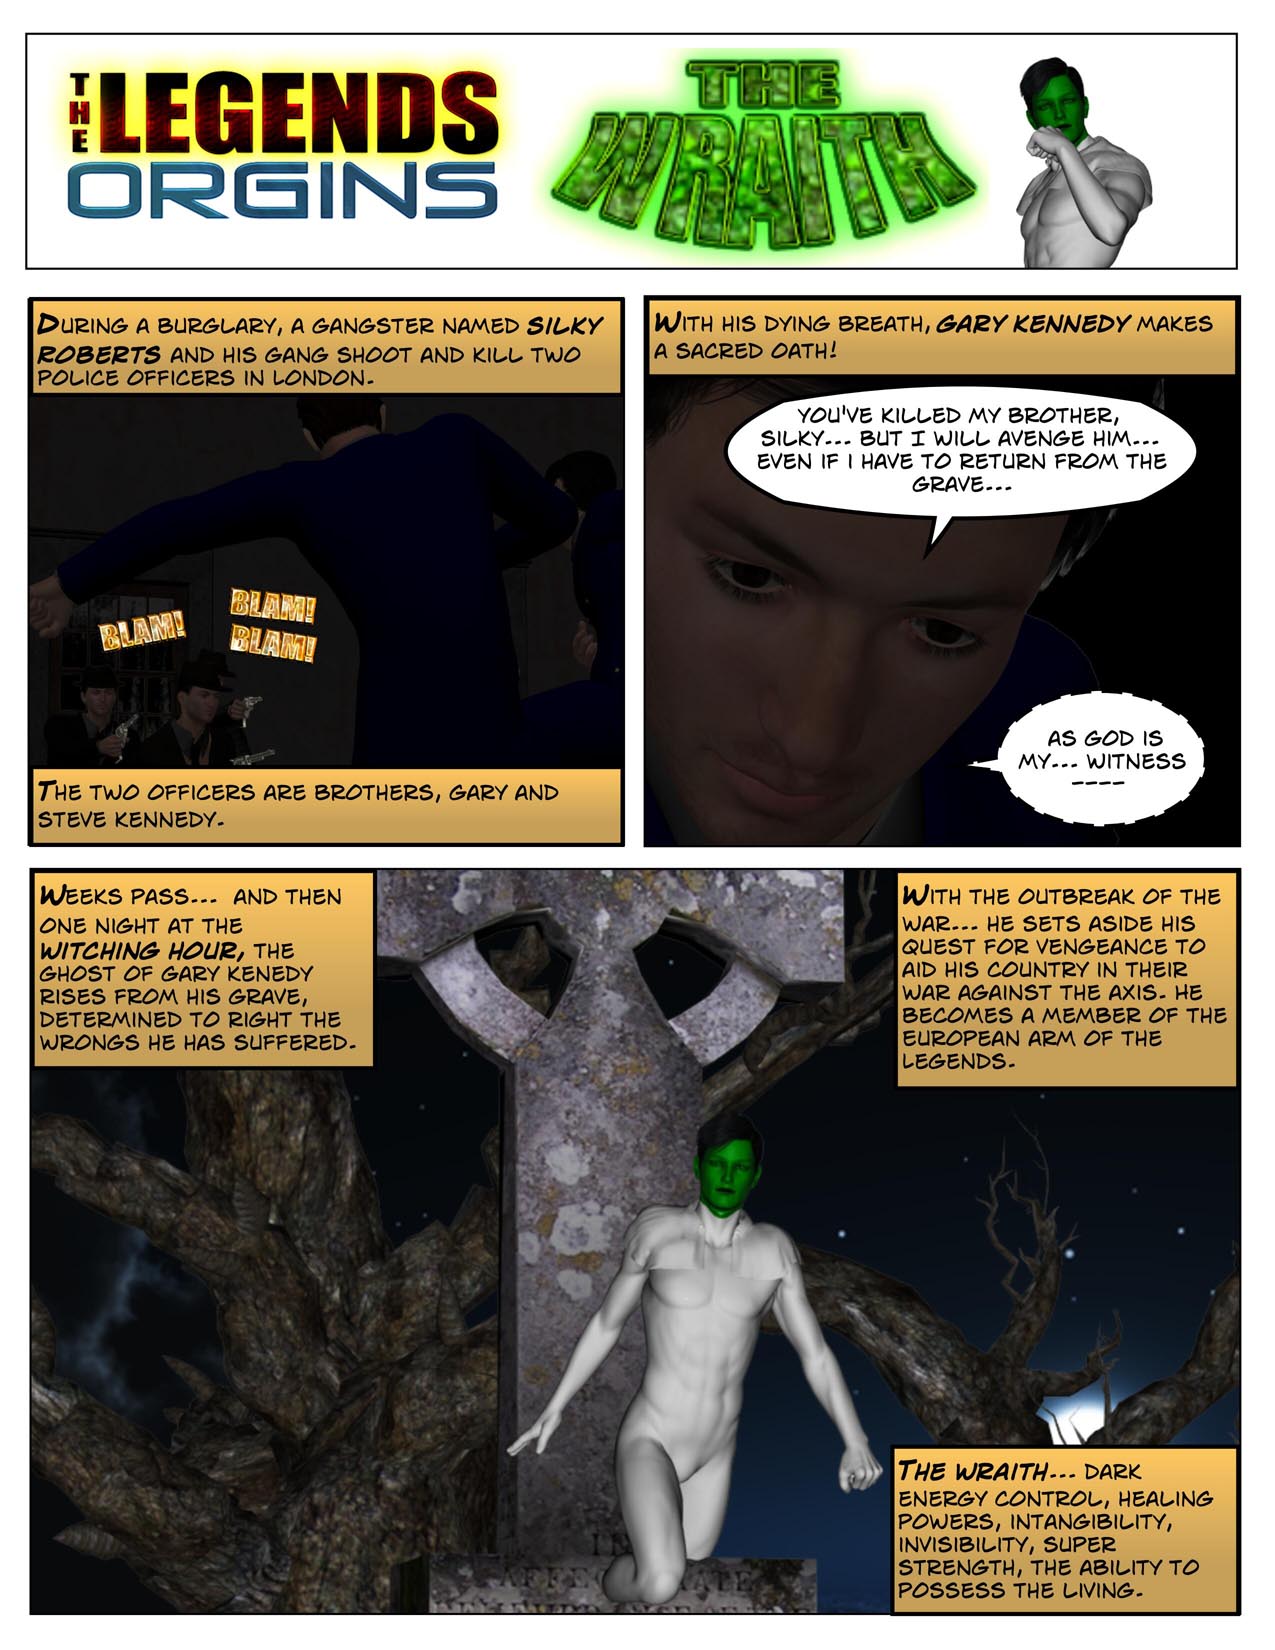 THE LEGENDS
ORGINS
THE
WRAITH
DURING A BURGLARY, A GANGSTER NAMED SILKY
ROBERTS AND HIS GANG SHOOT AND KILL TWO
POLICE OFFICERS IN LONDON.
BLAM!
BLAM!
BLAM!
THE TWO OFFICERS ARE BROTHERS, GARY AND
STEVE KENNEDY.
WITH HIS DYING BREATH, GARY KENNEDY MAKES
A SACRED OATH!
YOU'VE KILLED MY BROTHER,
SILKY... BUT I WILL AVENGE HIM...
EVEN IF I HAVE TO RETURN FROM THE
GRAVE...
AS GOD IS
MY... WITNESS
----
WEEKS PASS... AND THEN
ONE NIGHT AT THE
WITCHING HOUR, THE
GHOST OF GARY KENEDY
RISES FROM HIS GRAVE,
DETERMINED TO RIGHT THE
WRONGS HE HAS SUFFERED.
WITH THE OUTBREAK OF THE
WAR... HE SETS ASIDE HIS
QUEST FOR VENGEANCE TO
AID HIS COUNTRY IN THEIR
WAR AGAINST THE AXIS. HE
BECOMES A MEMBER OF THE
EUROPEAN ARM OF THE
LEGENDS.
THE WRAITH... DARK
ENERGY CONTROL, HEALING
POWERS, INTANGIBILITY,
INVISIBILITY, SUPER
STRENGTH, THE ABILITY TO
POSSESS THE LIVING.